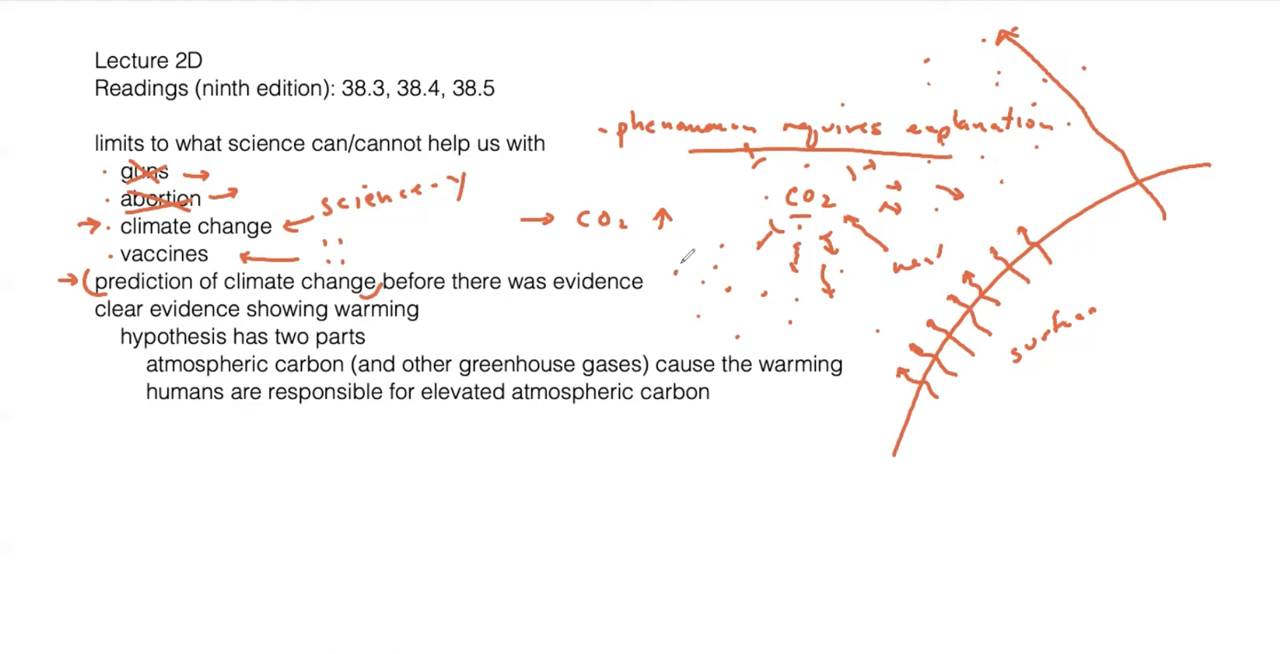 Lecture 2D
Readings (ninth edition): 38.3, 38.4, 38.5
limits to what science can/cannot help us with
· guns →
· abortion →
→ · climate change ←
· vaccines ←
→ (prediction of climate change, before there was evidence
clear evidence showing warming
hypothesis has two parts
atmospheric carbon (and other greenhouse gases) cause the warming
humans are responsible for elevated atmospheric carbon
science-y
- phenomenon requires explanation.
→ CO2 ↑
CO2
surface